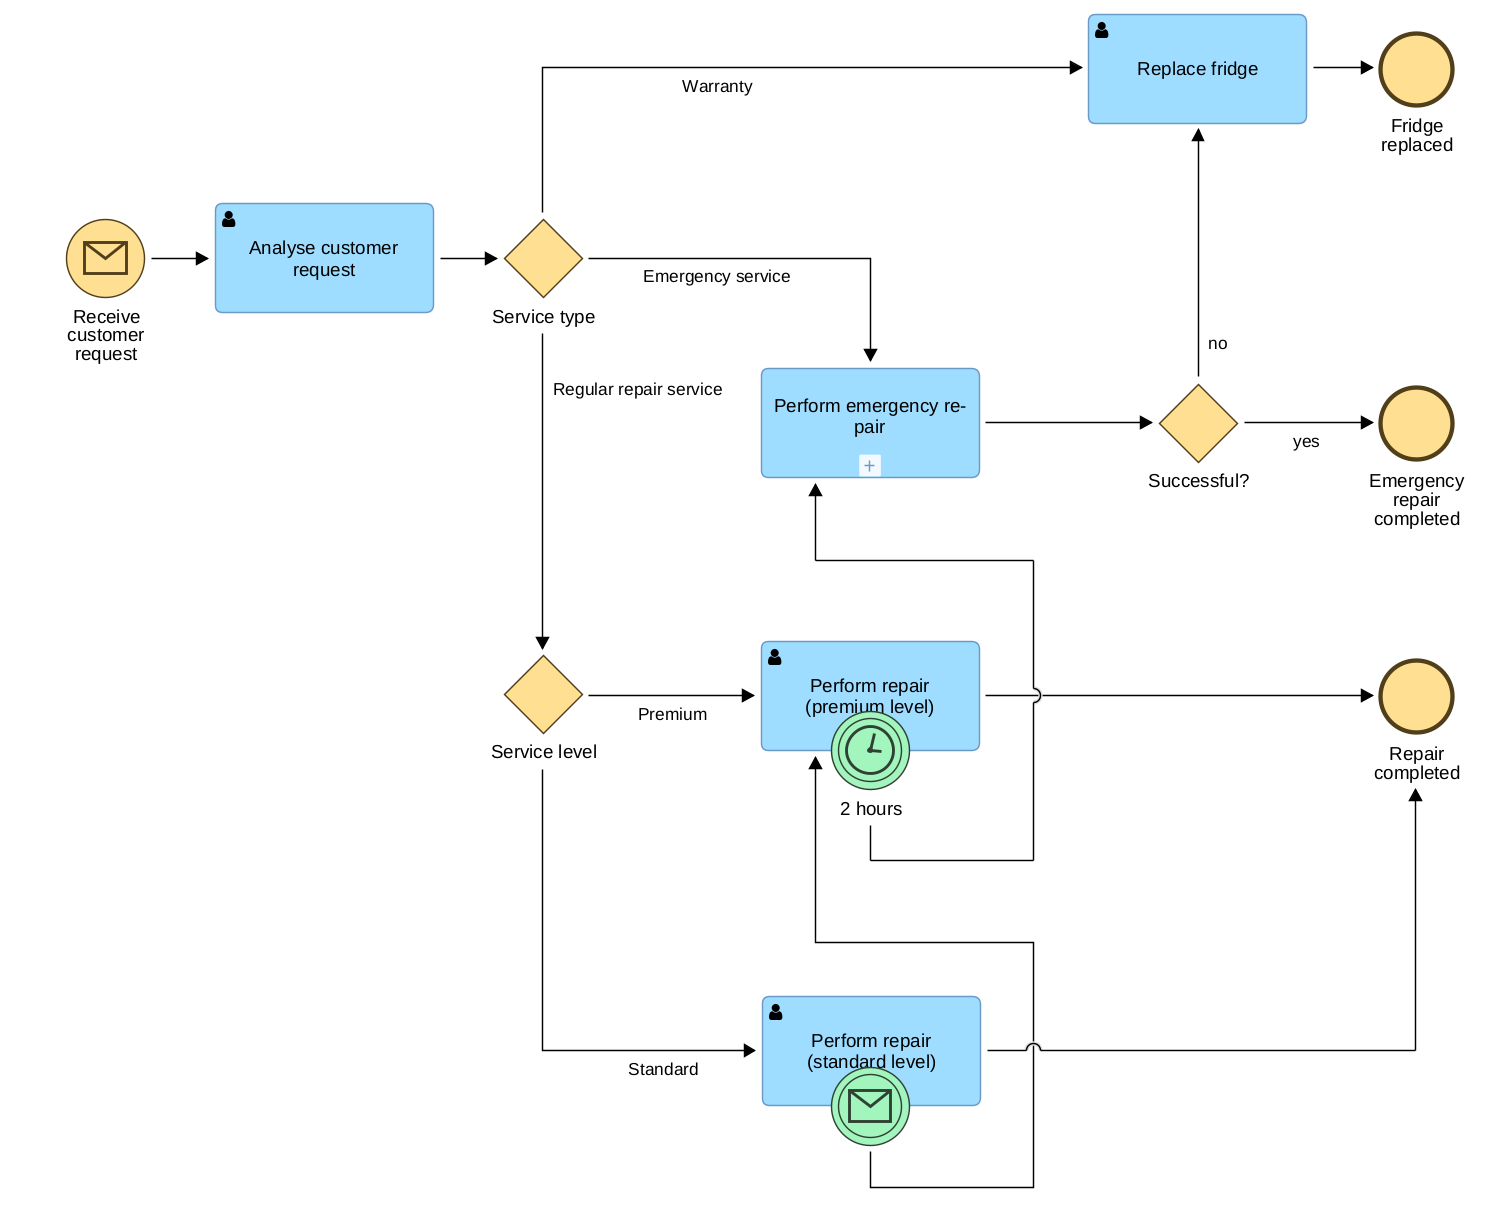 Replace fridge
Warranty
Fridge
replaced
Analyse customer
request
Emergency service
Receive
customer
request
Service type
no
Regular repair service
Perform emergency re-
pair
yes
Successful?
Emergency
repair
completed
Perform repair
(premium level)
Premium
Service level
Repair
completed
2 hours
Perform repair
(standard level)
Standard